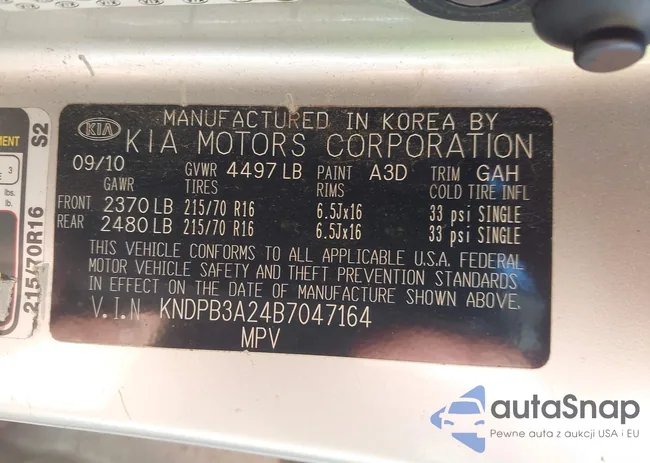 MANUFACTURED IN KOREA BY
KIA KIA MOTORS CORPORATION
09/10 GVWR 4497 LB PAINT A3D TRIM GAH
GAWR TIRES RIMS COLD TIRE INFL
FRONT 2370 LB 215/70 R16 6.5Jx16 33 psi SINGLE
REAR 2480 LB 215/70 R16 6.5Jx16 33 psi SINGLE
THIS VEHICLE CONFORMS TO ALL APPLICABLE U.S.A. FEDERAL
MOTOR VEHICLE SAFETY AND THEFT PREVENTION STANDARDS
IN EFFECT ON THE DATE OF MANUFACTURE SHOWN ABOVE.
V.I.N KNDPB3A24B7047164
MPV
S2
215/70R16
MENT
3
lbs.
lb.
autaSnap
Pewne auta z aukcji USA i EU